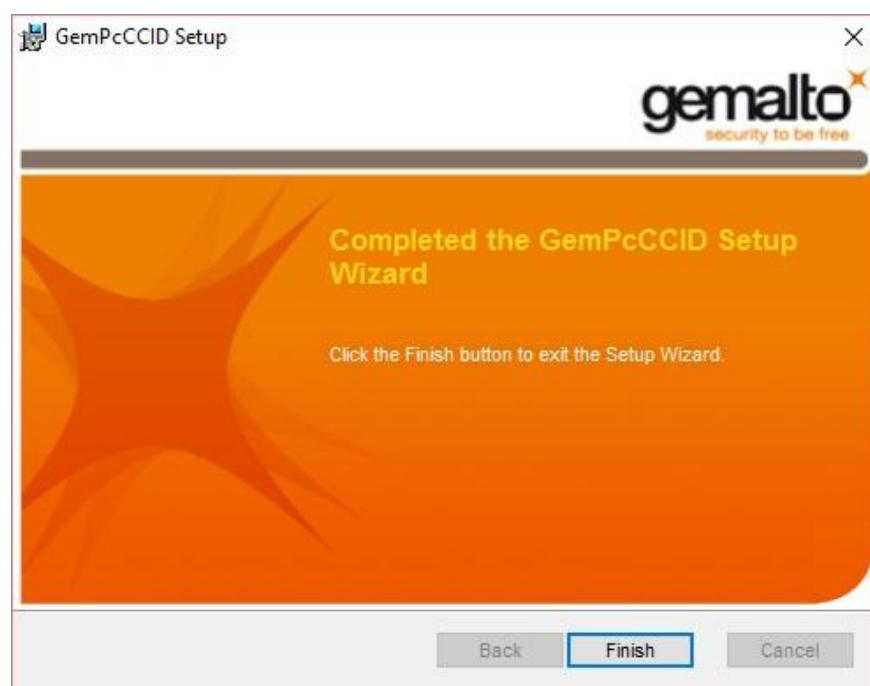 GemPcCCID Setup
gemalto
security to be free
Completed the GemPcCCID Setup
Wizard
Click the Finish button to exit the Setup Wizard.
Back Finish Cancel